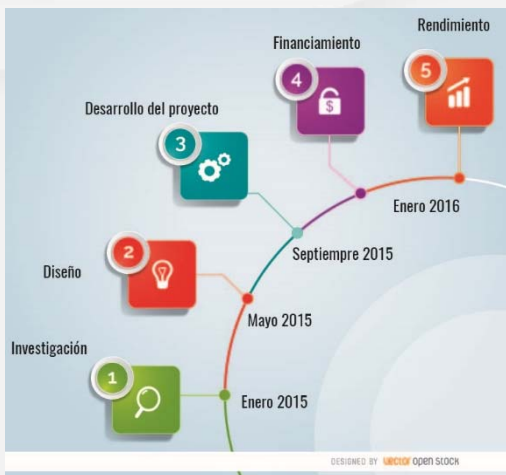 Rendimiento
5
Financiamiento
4
$
Desarrollo del proyecto
3
Enero 2016
Septiembre 2015
2
Diseño
Mayo 2015
Investigación
1
Enero 2015
DESIGNED BY vector open stock